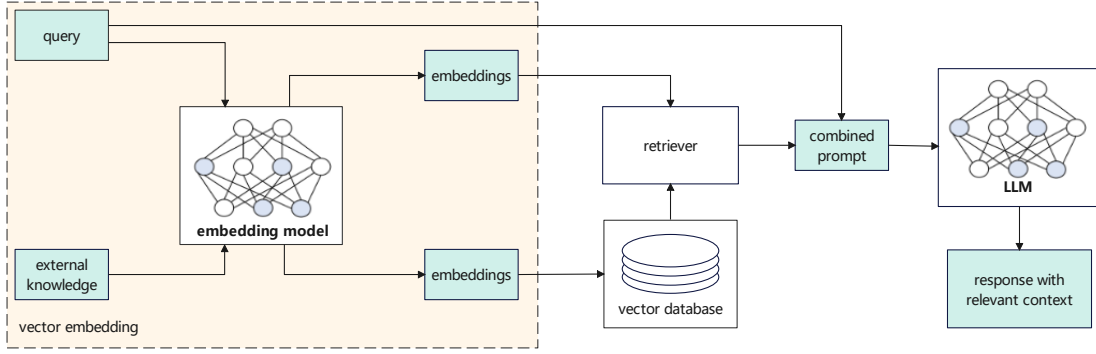 query
embeddings
embedding model
external
knowledge
embeddings
vector embedding
retriever
vector database
combined
prompt
LLM
response with
relevant context